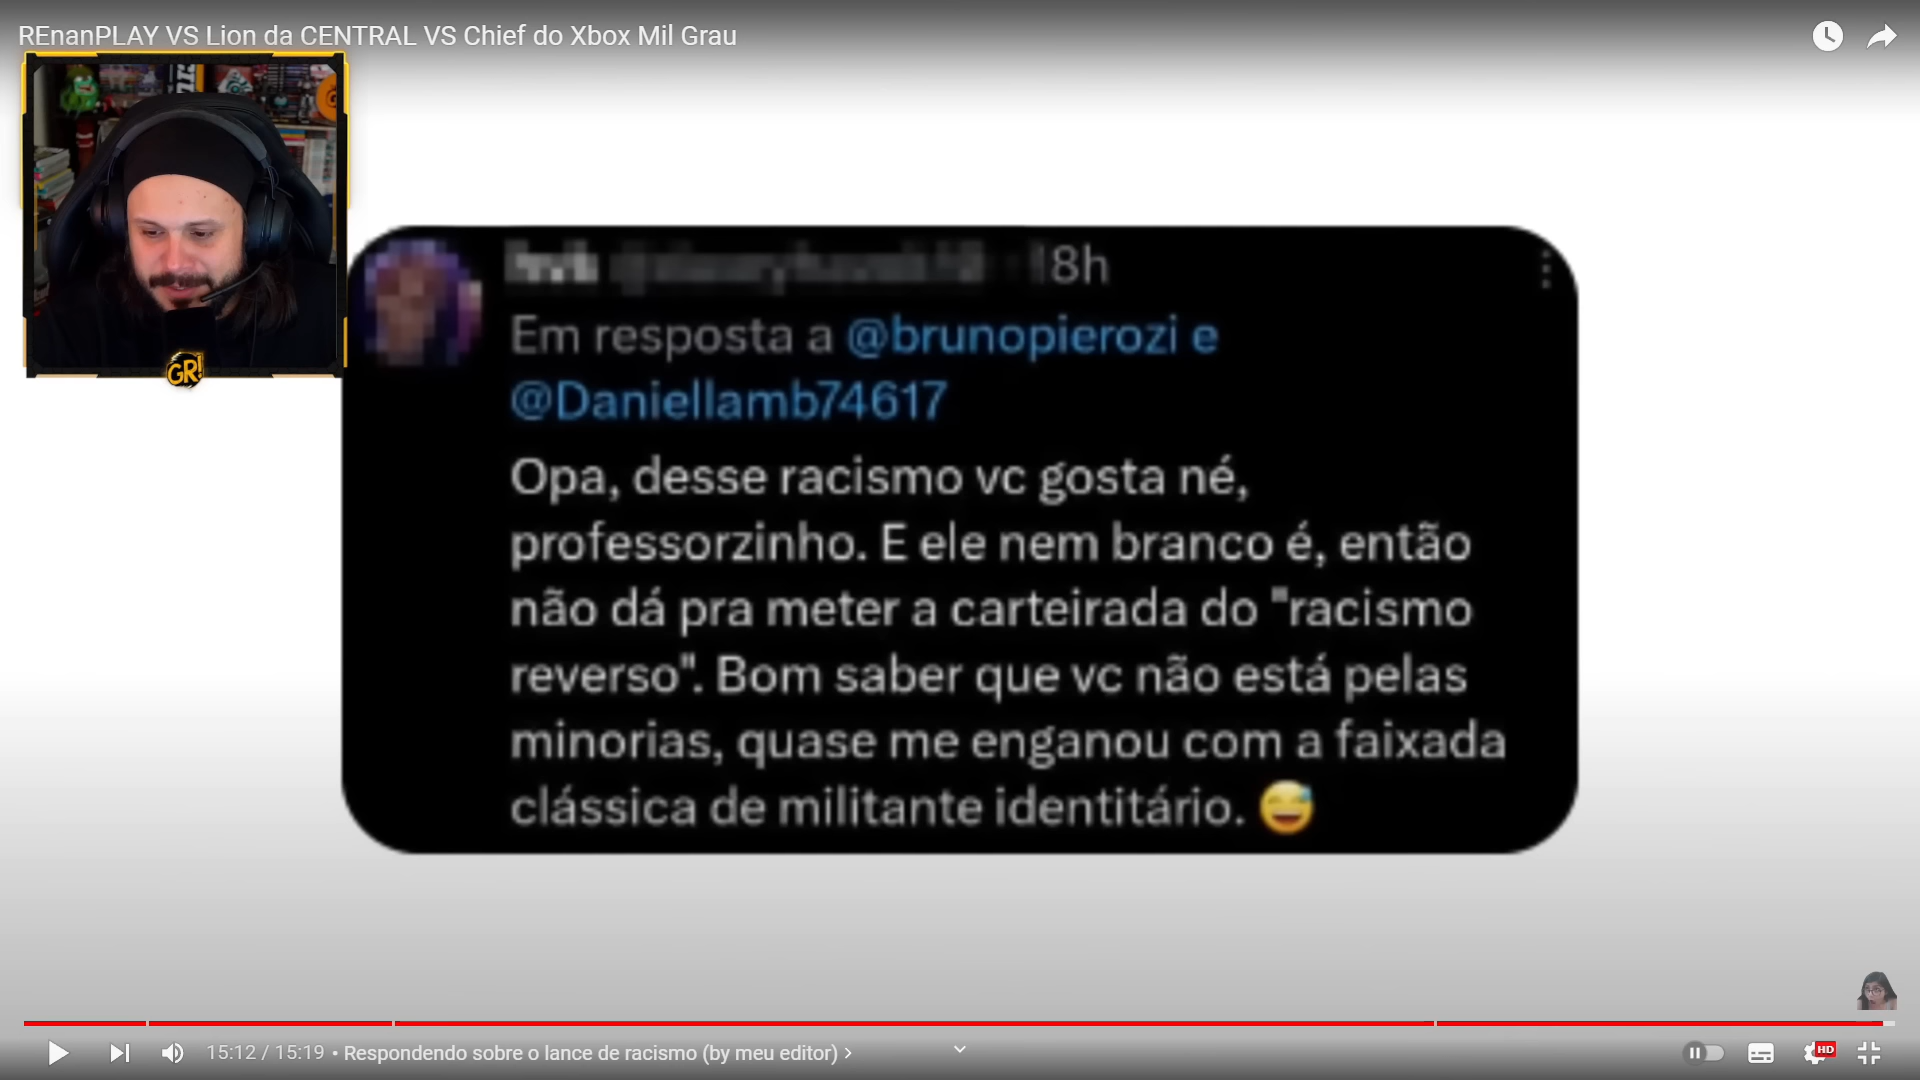 REnanPLAY VS Lion da CENTRAL VS Chief do Xbox Mil Grau
GR!
18h
Em resposta a @brunopierozi e
@Daniellamb74617
Opa, desse racismo vc gosta né,
professorzinho. E ele nem branco é, então
não dá pra meter a carteirada do "racismo
reverso". Bom saber que vc não está pelas
minorias, quase me enganou com a faixada
clássica de militante identitário. 😅
15:12 / 15:19 • Respondendo sobre o lance de racismo (by meu editor) >
HD